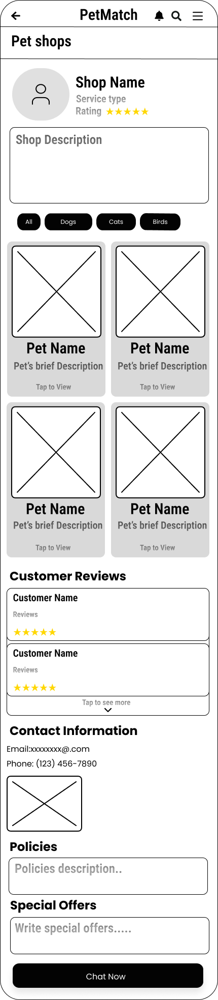 PetMatch
Pet shops
Shop Name
Service type
Rating
Shop Description
All Dogs Cats Birds
Pet Name Pet Name
Pet's brief Description Pet's brief Description
Tap to View Tap to View
Pet Name Pet Name
Pet's brief Description Pet's brief Description
Tap to View Tap to View
Customer Reviews
Customer Name
Reviews
Customer Name
Reviews
Tap to see more
Contact Information
Email:xxxxxxxx@.com
Phone: (123) 456-7890
Policies
Policies description..
Special Offers
Write special offers.....
Chat Now